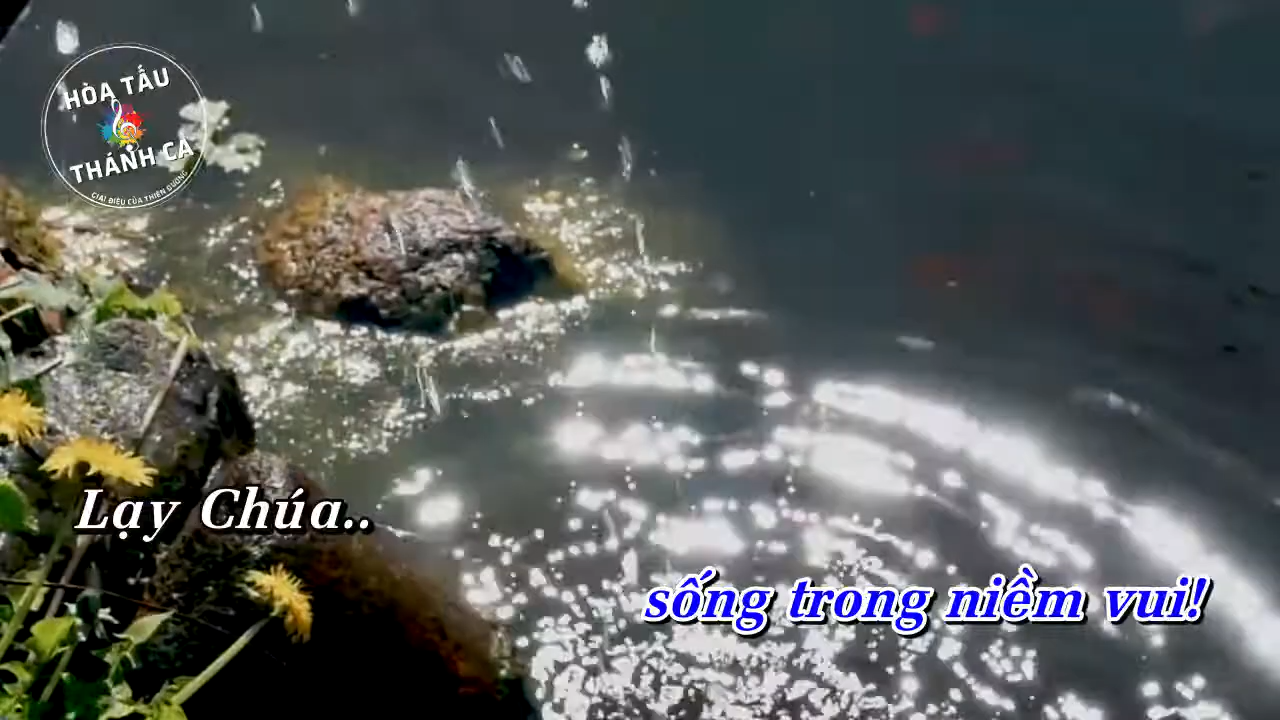 HÒA TẤU
THÁNH CA
GIAI ĐIỆU CỦA THIÊN ĐƯỜNG
Lạy Chúa..
sống trong niềm vui!